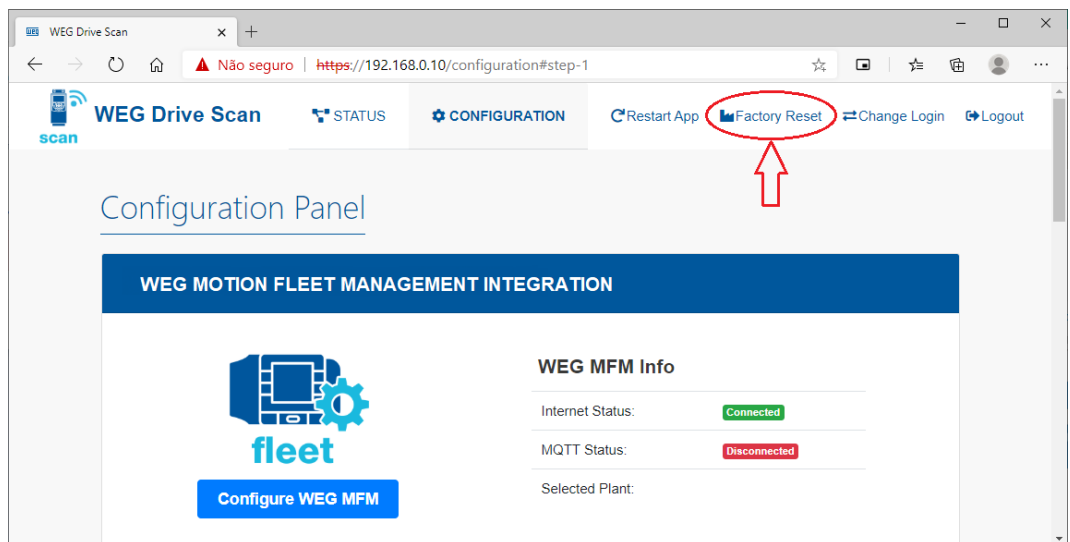 WEG Drive Scan
Não seguro | https://192.168.0.10/configuration#step-1
scan
WEG Drive Scan
STATUS
CONFIGURATION
Restart App
Factory Reset
Change Login
Logout
Configuration Panel
WEG MOTION FLEET MANAGEMENT INTEGRATION
fleet
Configure WEG MFM
WEG MFM Info
Internet Status: Connected
MQTT Status: Disconnected
Selected Plant: